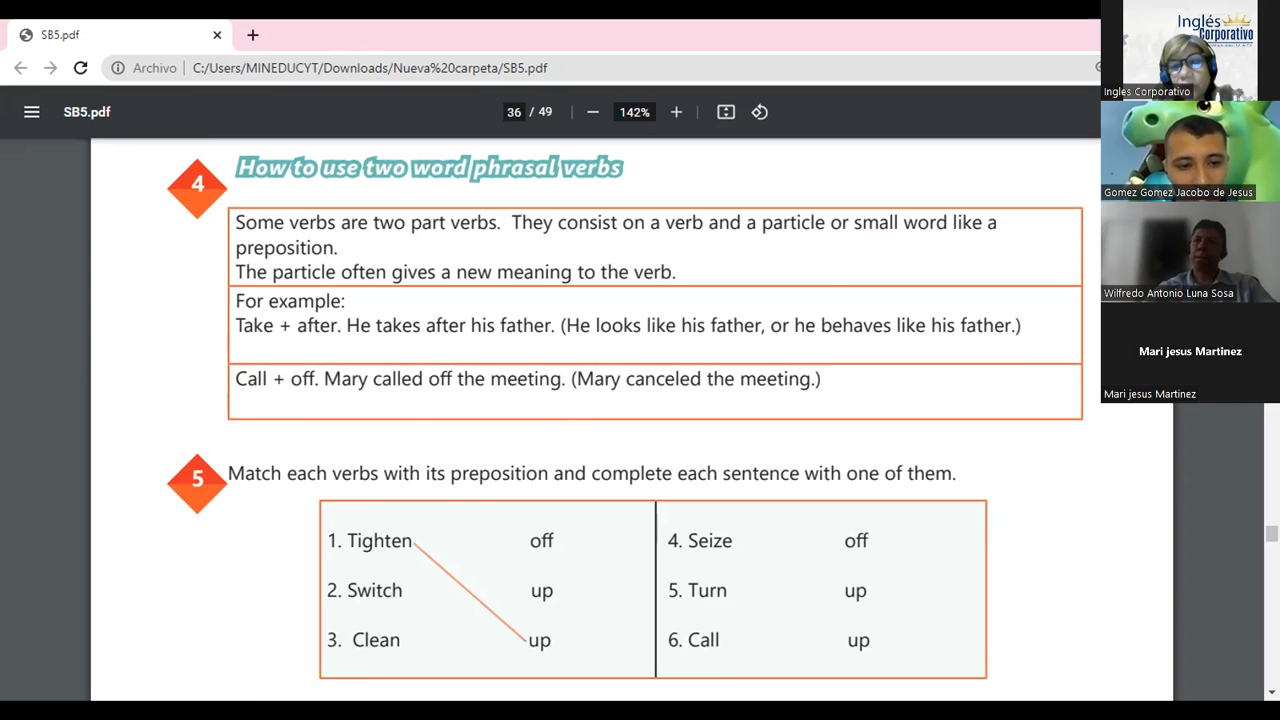 SB5.pdf
Archivo C:/Users/MINEDUCYT/Downloads/Nueva%20carpeta/SB5.pdf
SB5.pdf 36 / 49 142%
4 How to use two word phrasal verbs
Some verbs are two part verbs. They consist on a verb and a particle or small word like a
preposition.
The particle often gives a new meaning to the verb.
For example:
Take + after. He takes after his father. (He looks like his father, or he behaves like his father.)
Call + off. Mary called off the meeting. (Mary canceled the meeting.)
5 Match each verbs with its preposition and complete each sentence with one of them.
1. Tighten off
2. Switch up
3. Clean up
4. Seize off
5. Turn up
6. Call up
Inglés
Corporativo
Ingles Corporativo
Gomez Gomez Jacobo de Jesus
Wilfredo Antonio Luna Sosa
Mari jesus Martinez
Mari jesus Martinez